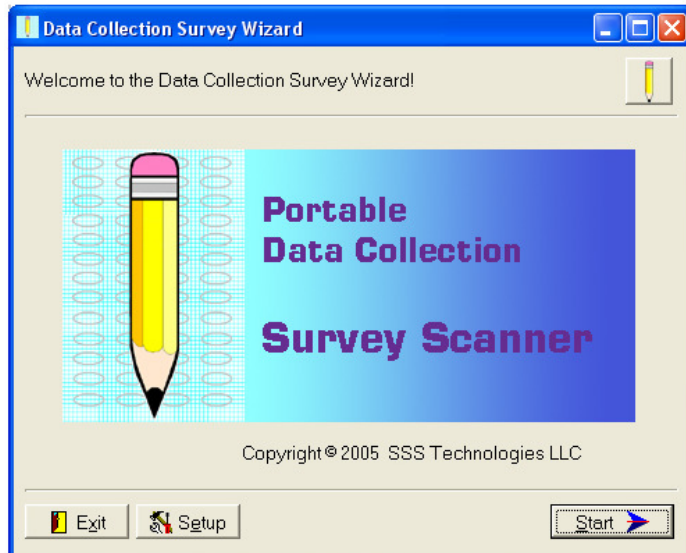 Data Collection Survey Wizard
Welcome to the Data Collection Survey Wizard!
Portable
Data Collection
Survey Scanner
Copyright © 2005 SSS Technologies LLC
Exit
Setup
Start